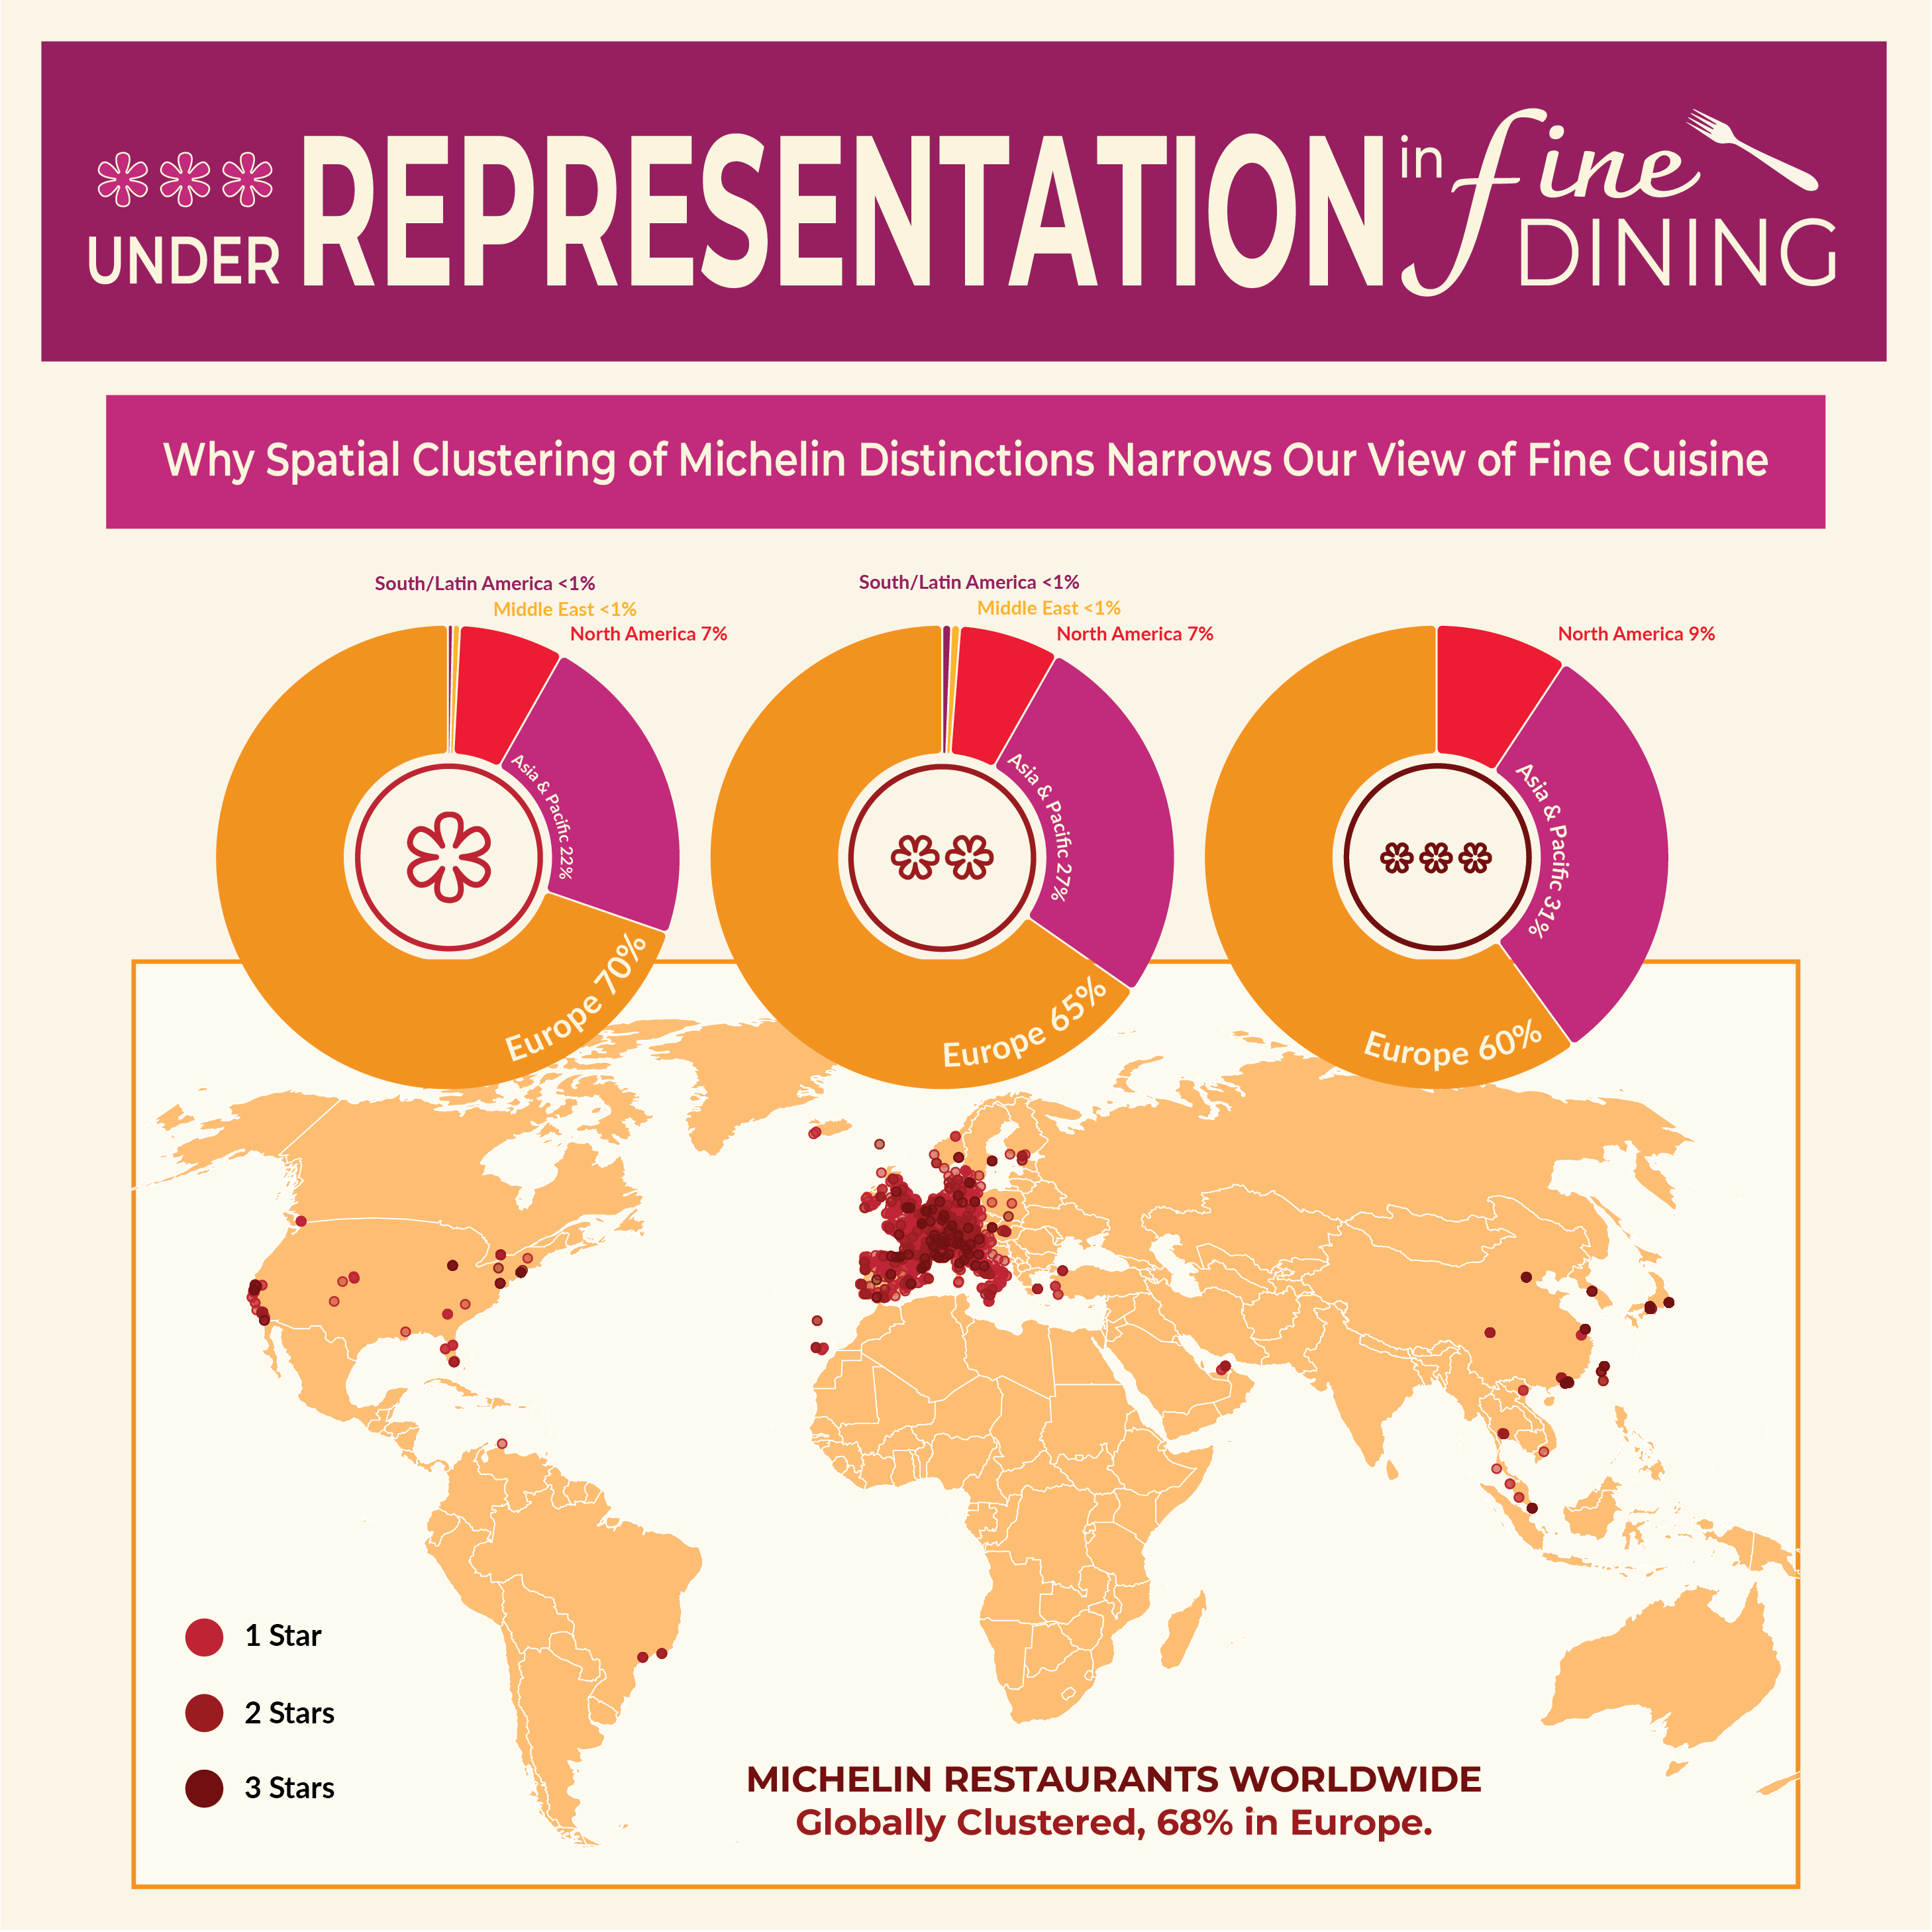 UNDER REPRESENTATION in fine DINING
Why Spatial Clustering of Michelin Distinctions Narrows Our View of Fine Cuisine
South/Latin America <1%
Middle East <1%
North America 7%
Asia & Pacific 22%
Europe 70%
South/Latin America <1%
Middle East <1%
North America 7%
Asia & Pacific 27%
Europe 65%
North America 9%
Asia & Pacific 31%
Europe 60%
1 Star
2 Stars
3 Stars
MICHELIN RESTAURANTS WORLDWIDE
Globally Clustered, 68% in Europe.